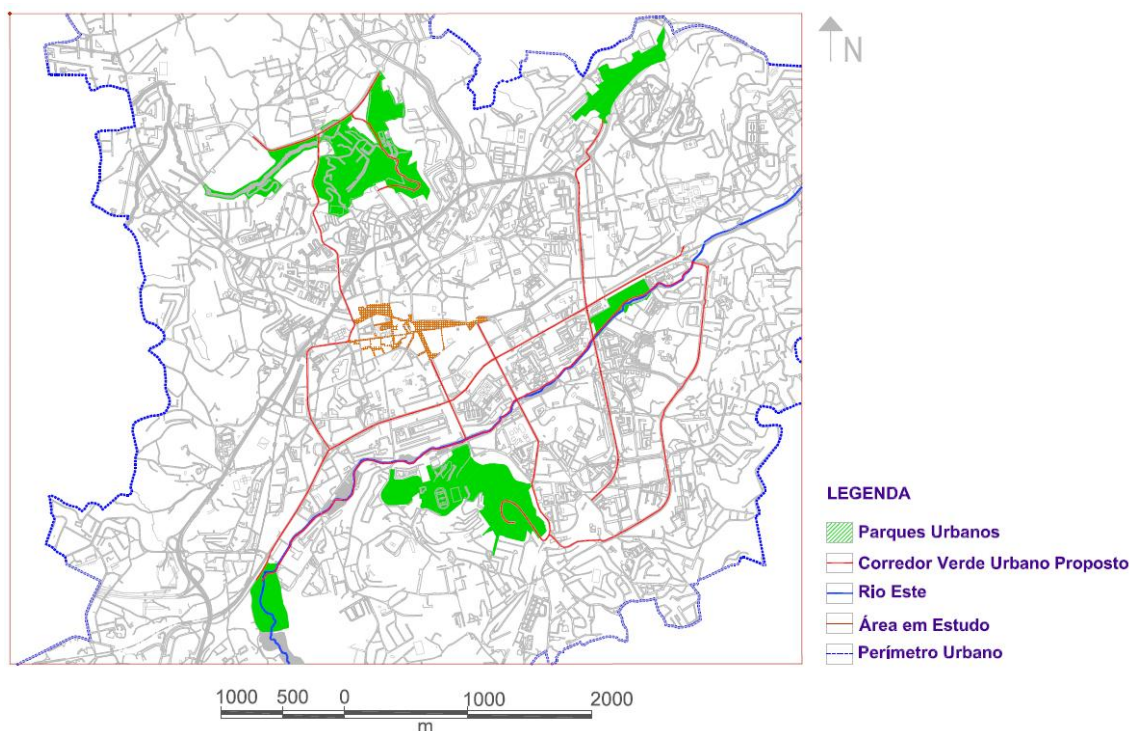 N
LEGENDA
Parques Urbanos
Corredor Verde Urbano Proposto
Rio Este
Área em Estudo
Perímetro Urbano
1000 500 0 1000 2000
m